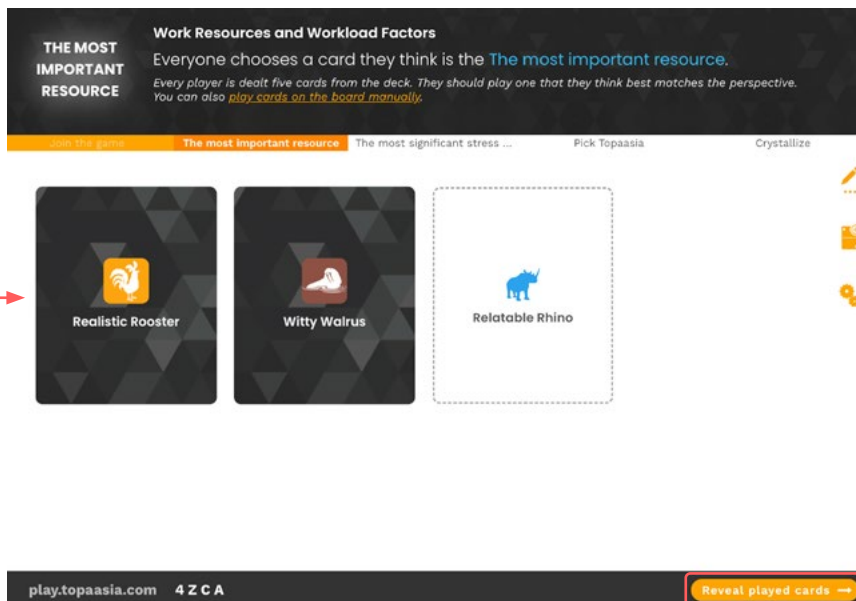 THE MOST
IMPORTANT
RESOURCE
Work Resources and Workload Factors
Everyone chooses a card they think is the The most important resource.
Every player is dealt five cards from the deck. They should play one that they think best matches the perspective.
You can also play cards on the board manually.
Join the game
The most important resource
The most significant stress ...
Pick Topaasia
Crystallize
Realistic Rooster
Witty Walrus
Relatable Rhino
play.topaasia.com
4ZCA
Reveal played cards →